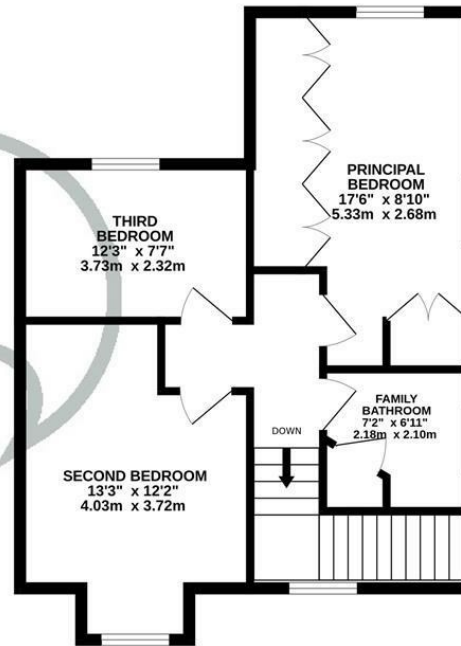 PRINCIPAL
BEDROOM
17'6" x 8'10"
5.33m x 2.68m
THIRD
BEDROOM
12'3" x 7'7"
3.73m x 2.32m
FAMILY
BATHROOM
7'2" x 6'11"
2.18m x 2.10m
DOWN
SECOND BEDROOM
13'3" x 12'2"
4.03m x 3.72m